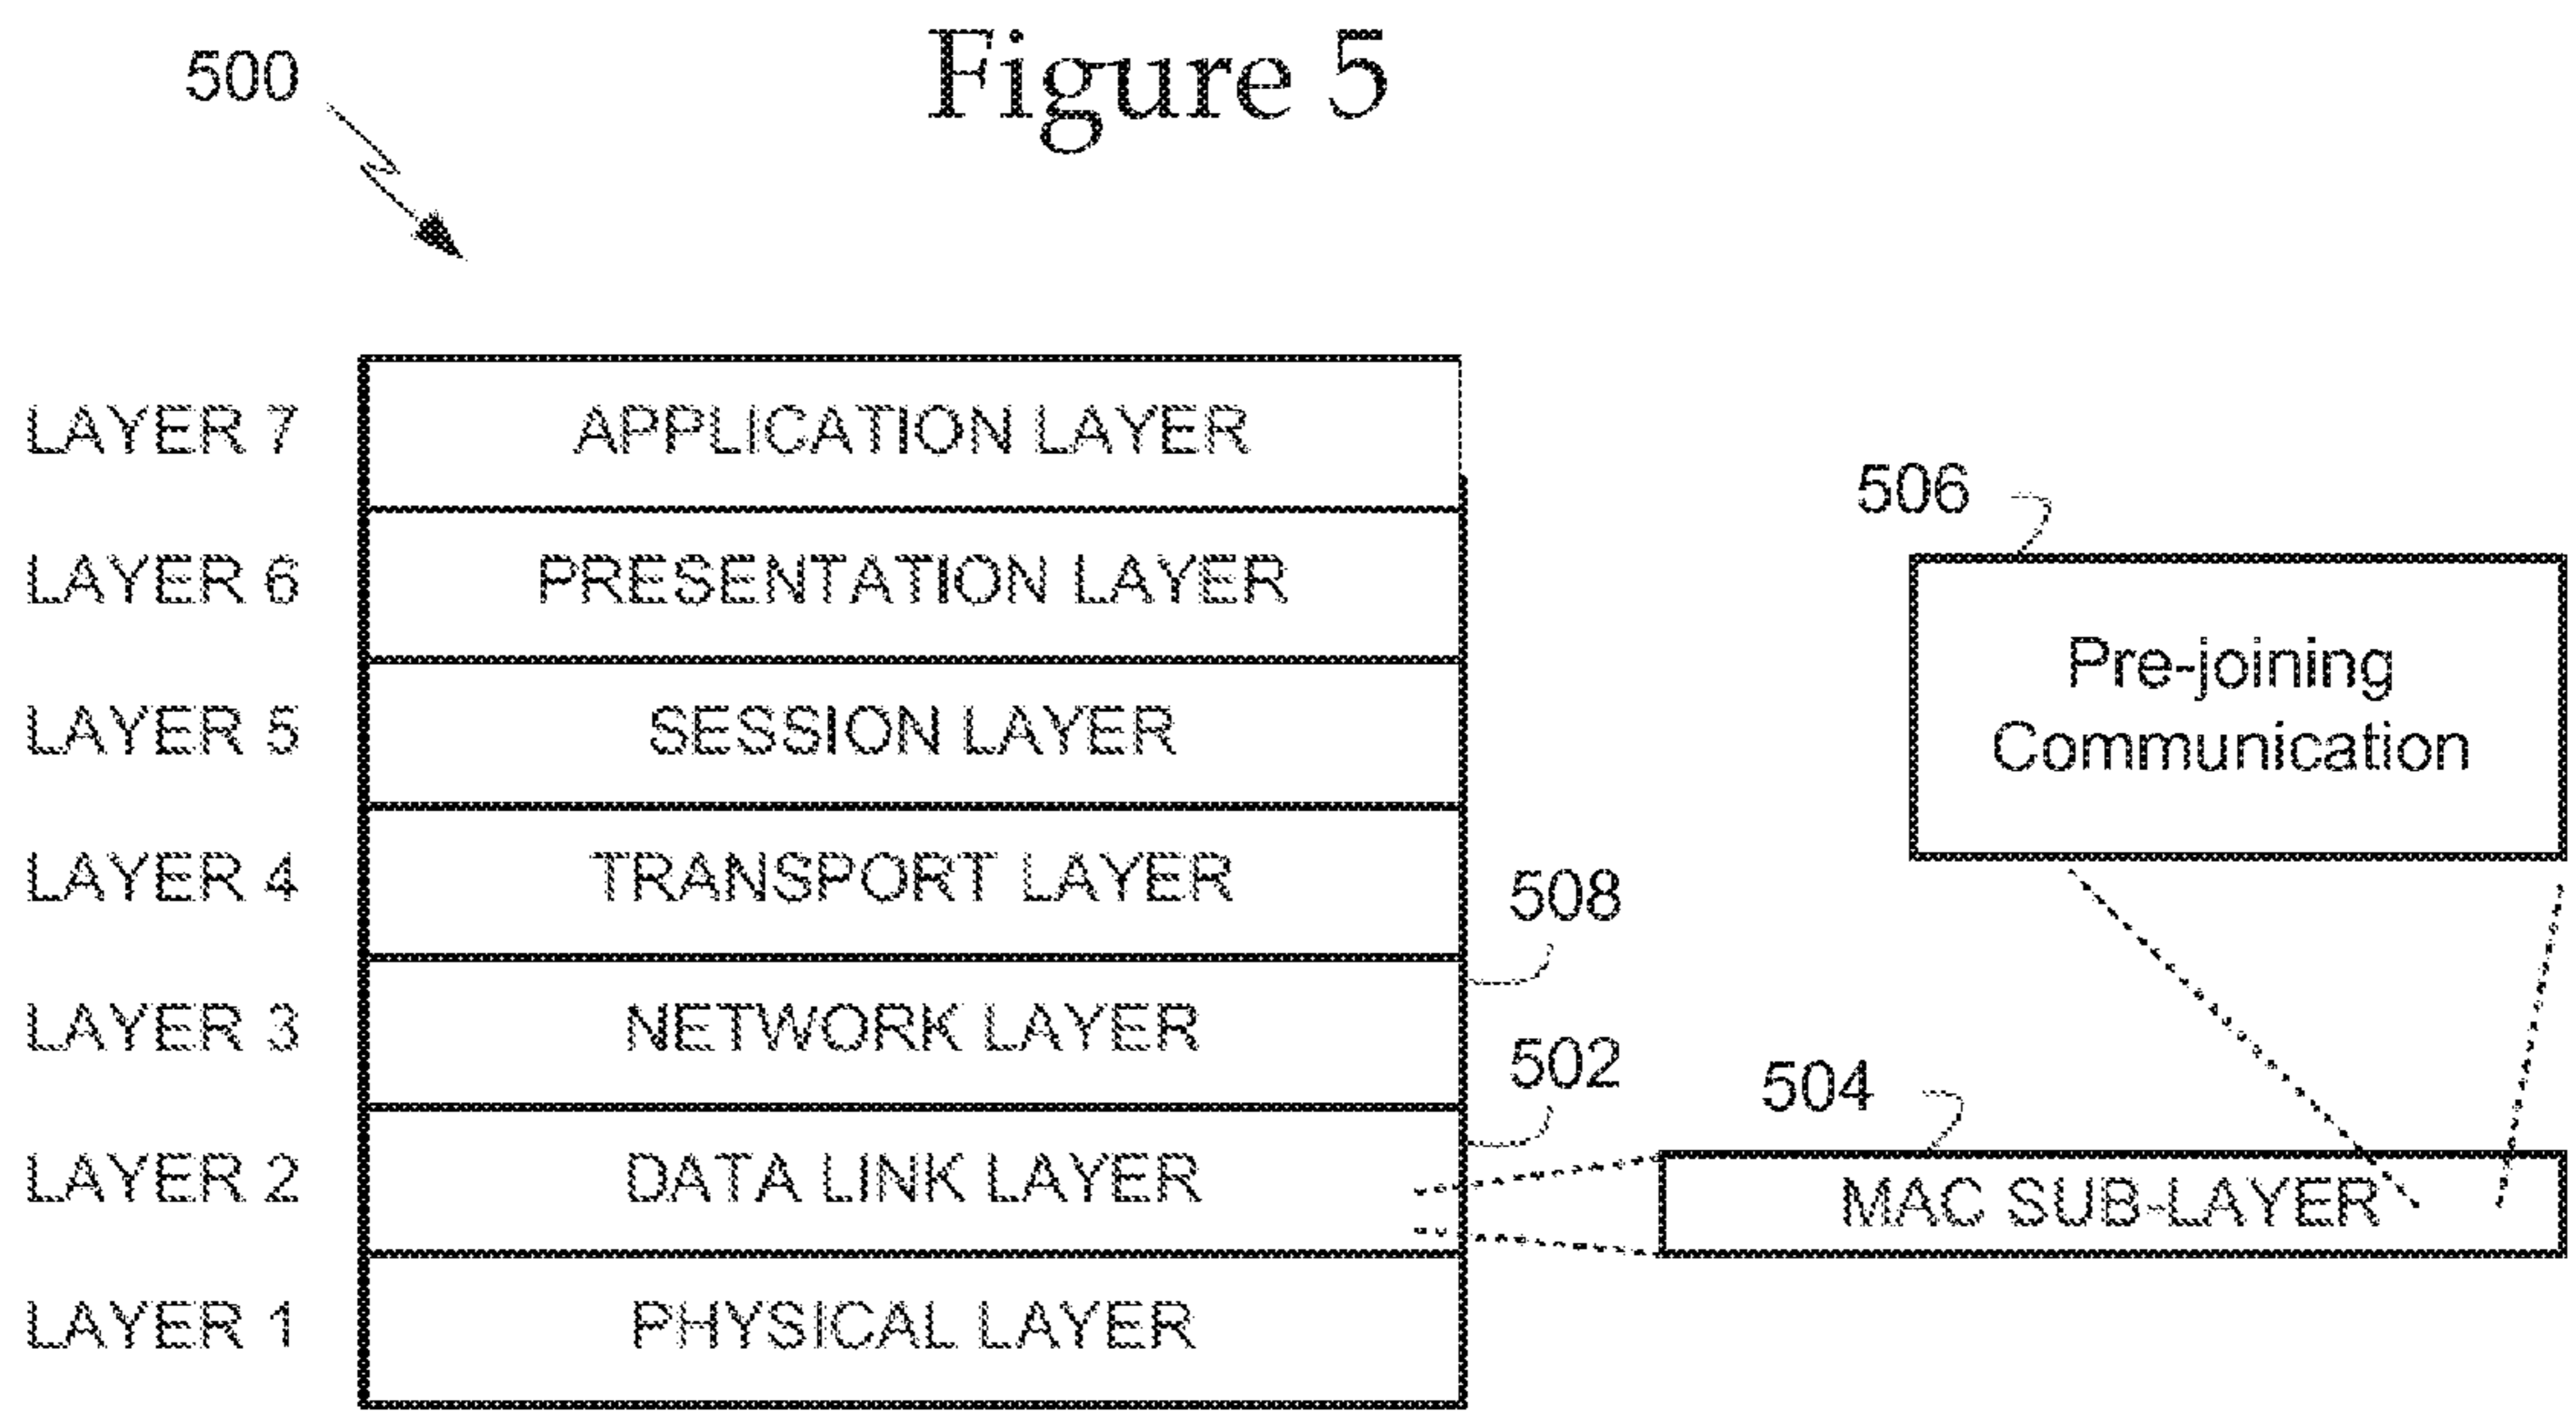 Figure 5
500
LAYER 7 APPLICATION LAYER
506
LAYER 6 PRESENTATION LAYER
Pre-joining
Communication
LAYER 5 SESSION LAYER
LAYER 4 TRANSPORT LAYER
508
LAYER 3 NETWORK LAYER
502
504
LAYER 2 DATA LINK LAYER
MAC SUB-LAYER
LAYER 1 PHYSICAL LAYER